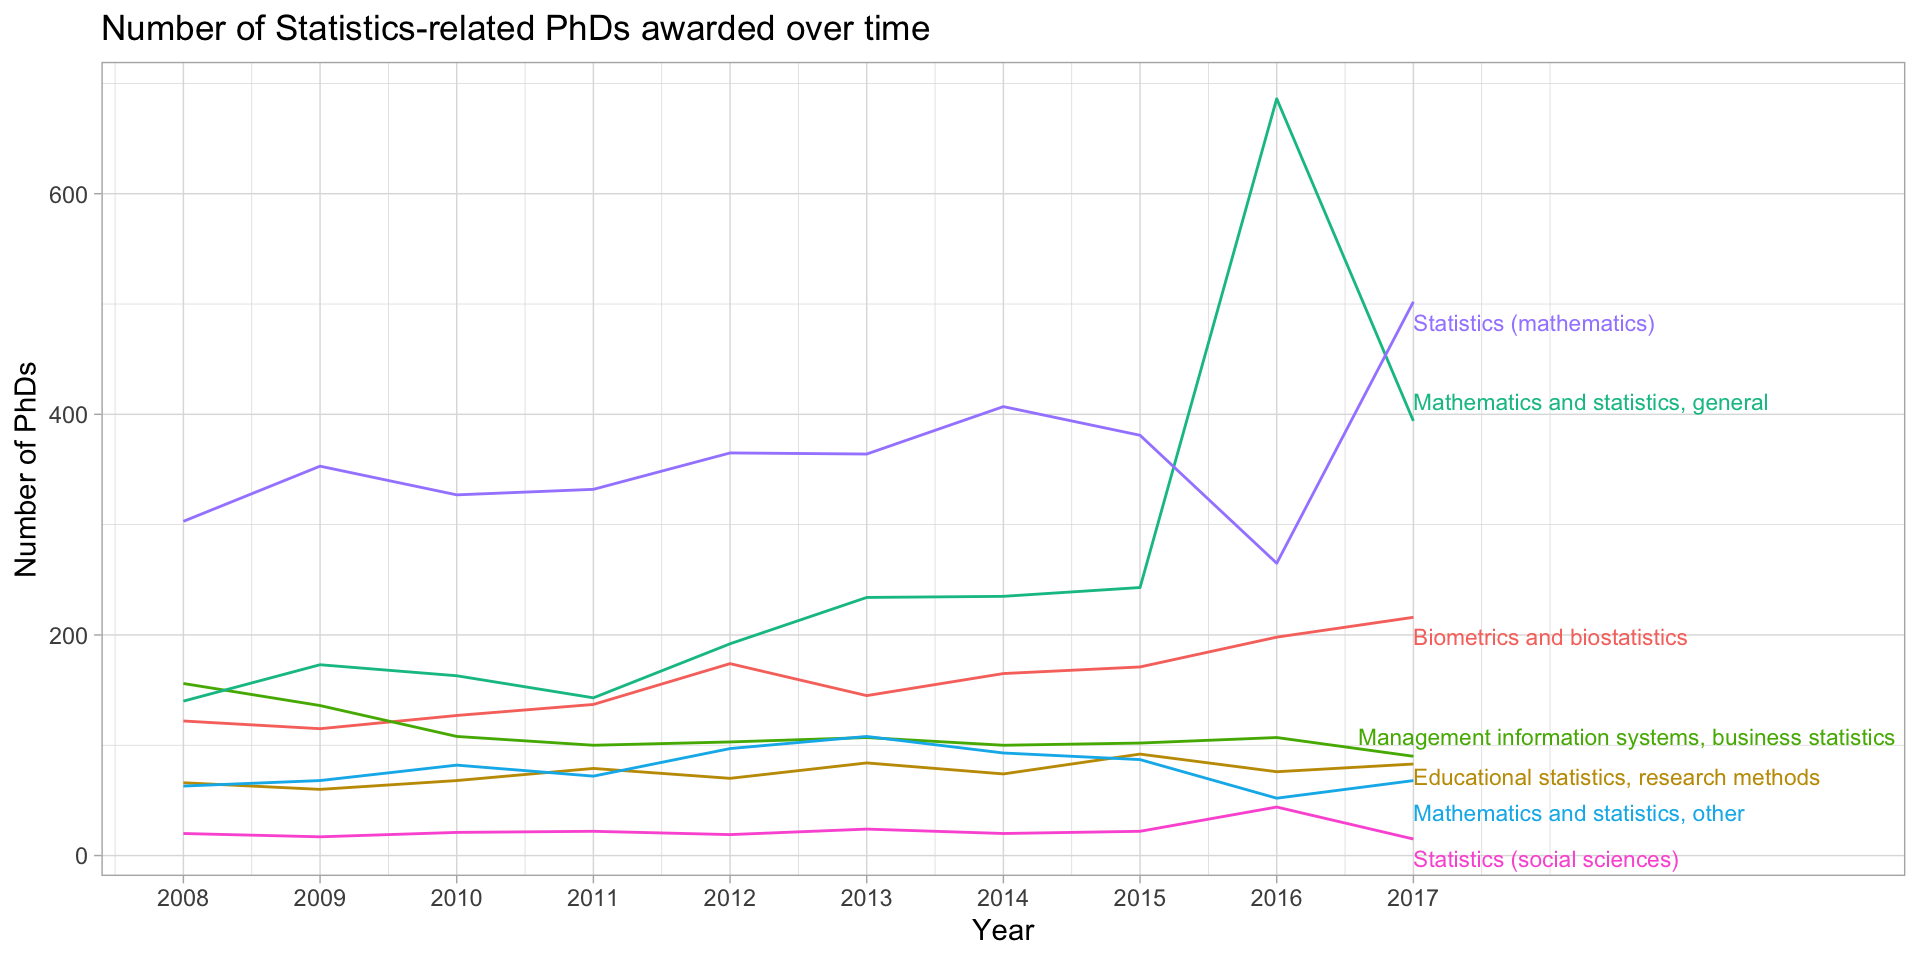 Number of Statistics-related PhDs awarded over time
Number of PhDs
600
400
200
0
Statistics (mathematics)
Mathematics and statistics, general
Biometrics and biostatistics
Management information systems, business statistics
Educational statistics, research methods
Mathematics and statistics, other
Statistics (social sciences)
2008 2009 2010 2011 2012 2013 2014 2015 2016 2017
Year